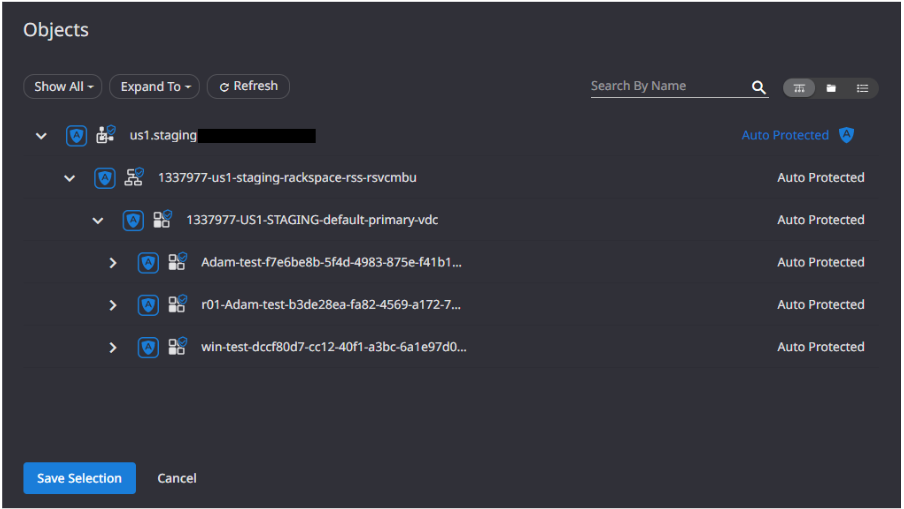 Objects
Show All Expand To Refresh Search By Name
us1.staging Auto Protected
1337977-us1-staging-rackspace-rss-rsvcmbu Auto Protected
1337977-US1-STAGING-default-primary-vdc Auto Protected
Adam-test-f7e6be8b-5f4d-4983-875e-f41b1... Auto Protected
r01-Adam-test-b3de28ea-fa82-4569-a172-7... Auto Protected
win-test-dccf80d7-cc12-40f1-a3bc-6a1e97d0... Auto Protected
Save Selection Cancel